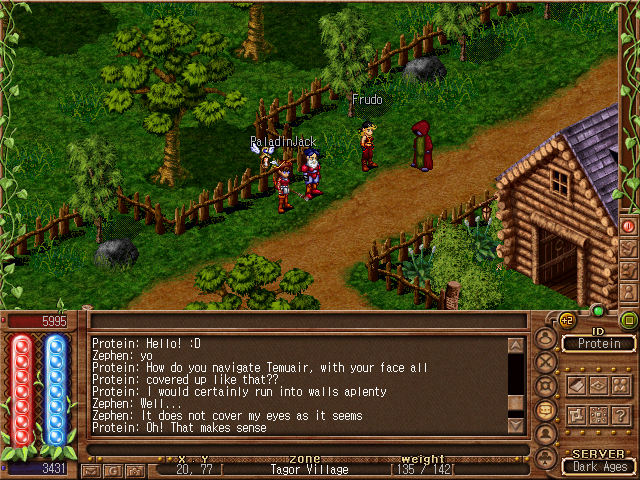 Frudo
PaladinJack
5995
+2
ID
Protein
Protein: Hello! :D
Zephen: yo
Protein: How do you navigate Temuair, with your face all
Protein: covered up like that??
Protein: I would certainly run into walls aplenty
Zephen: Well...
Zephen: It does not cover my eyes as it seems
Protein: Oh! That makes sense
?
x y zone weight
3431
G
20, 77 [ Tagor Village [135 / 142[
SERVER
Dark Ages